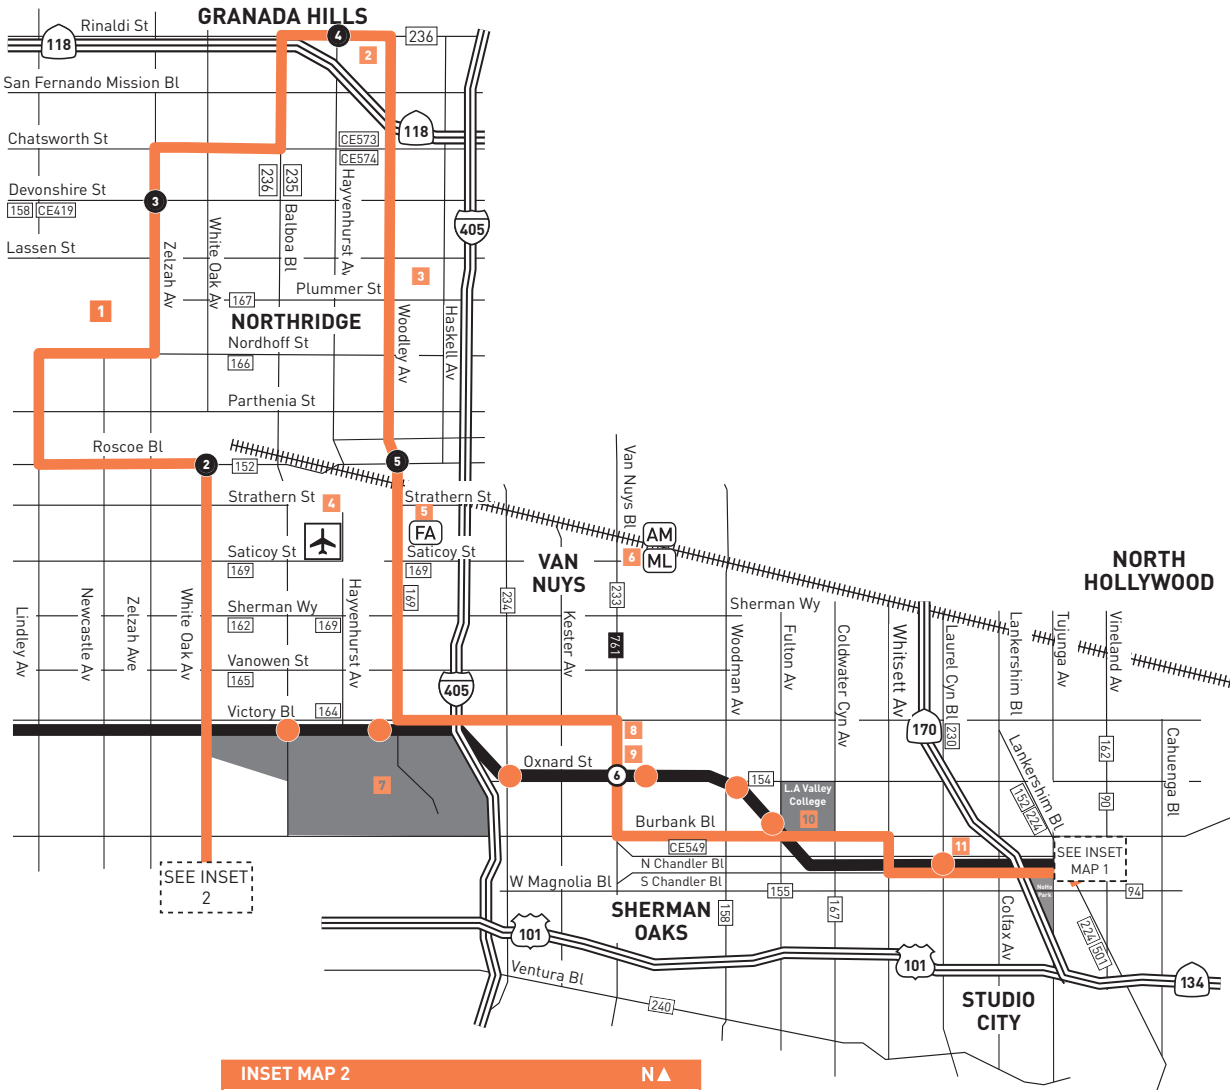 GRANADA HILLS
Rinaldi St
118
4
236
2
San Fernando Mission Bl
118
Chatsworth St
CE573
CE574
236
235
Devonshire St
158
CE419
3
Hayvenhurst Av
Balboa Bl
White Oak Av
Zelzah Av
405
Lassen St
3
Plummer St
167
1
NORTHRIDGE
Woodley Av
Haskell Av
Nordhoff St
166
Parthenia St
Roscoe Bl
2
152
5
Strathern St
4
Strathern St
5
FA
Van Nuys Bl
AM
ML
6
Saticoy St
169
Saticoy St
169
169
VAN
NUYS
NORTH
HOLLYWOOD
234
233
761
Sherman Wy
162
169
Sherman Wy
Lindley Av
Newcastle Av
Zelzah Ave
White Oak Av
Hayvenhurst Av
Kester Av
Woodman Av
Fulton Av
Coldwater Cyn Av
Whitsett Av
Laurel Cyn Bl
230
Lankershim Bl
Tujunga Av
Vineland Av
162
90
Cahuenga Bl
Vanowen St
165
405
Victory Bl
164
8
9
170
Oxnard St
6
154
7
L.A Valley
College
10
Lankershim Bl
152
224
Burbank Bl
CE549
11
N Chandler Bl
S Chandler Bl
SEE INSET
MAP 1
SEE INSET
2
W Magnolia Bl
155
94
NoHo
Park
158
167
SHERMAN
OAKS
Colfax Av
224
501
101
101
134
Ventura Bl
240
STUDIO
CITY
INSET MAP 2
N